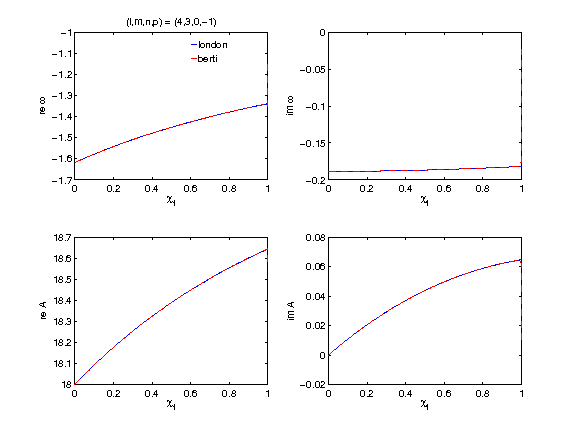 (l,m,n,p) = (4,3,0,−1)
−1
−1.1
−1.2
−1.3
−1.4
−1.5
−1.6
−1.7
re ω
london
berti
0 0.2 0.4 0.6 0.8 1
χf
0
−0.05
−0.1
−0.15
−0.2
im ω
0 0.2 0.4 0.6 0.8 1
χf
18.7
18.6
18.5
18.4
18.3
18.2
18.1
18
re A
0 0.2 0.4 0.6 0.8 1
χf
0.08
0.06
0.04
0.02
0
−0.02
im A
0 0.2 0.4 0.6 0.8 1
χf